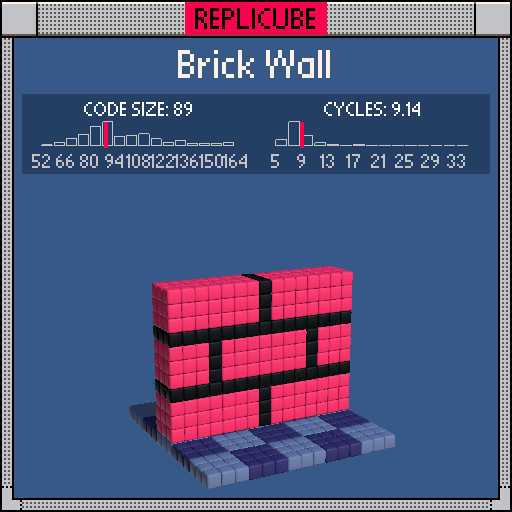 REPLICUBE
Brick Wall
CODE SIZE: 89
CYCLES: 9.14
52 66 80 94108122136150164
5 9 13 17 21 25 29 33